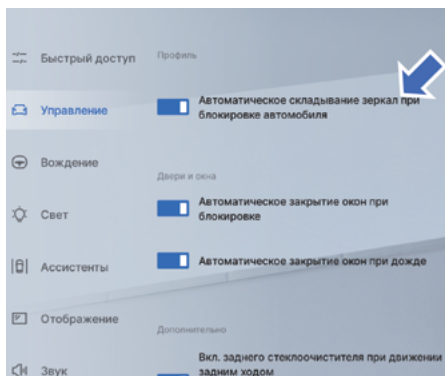 Быстрый доступ
Управление
Вождение
Свет
Ассистенты
Отображение
Звук
Профиль
Автоматическое складывание зеркал при
блокировке автомобиля
Двери и окна
Автоматическое закрытие окон при
блокировке
Автоматическое закрытие окон при дожде
Дополнительно
Вкл. заднего стеклоочистителя при движении
задним ходом